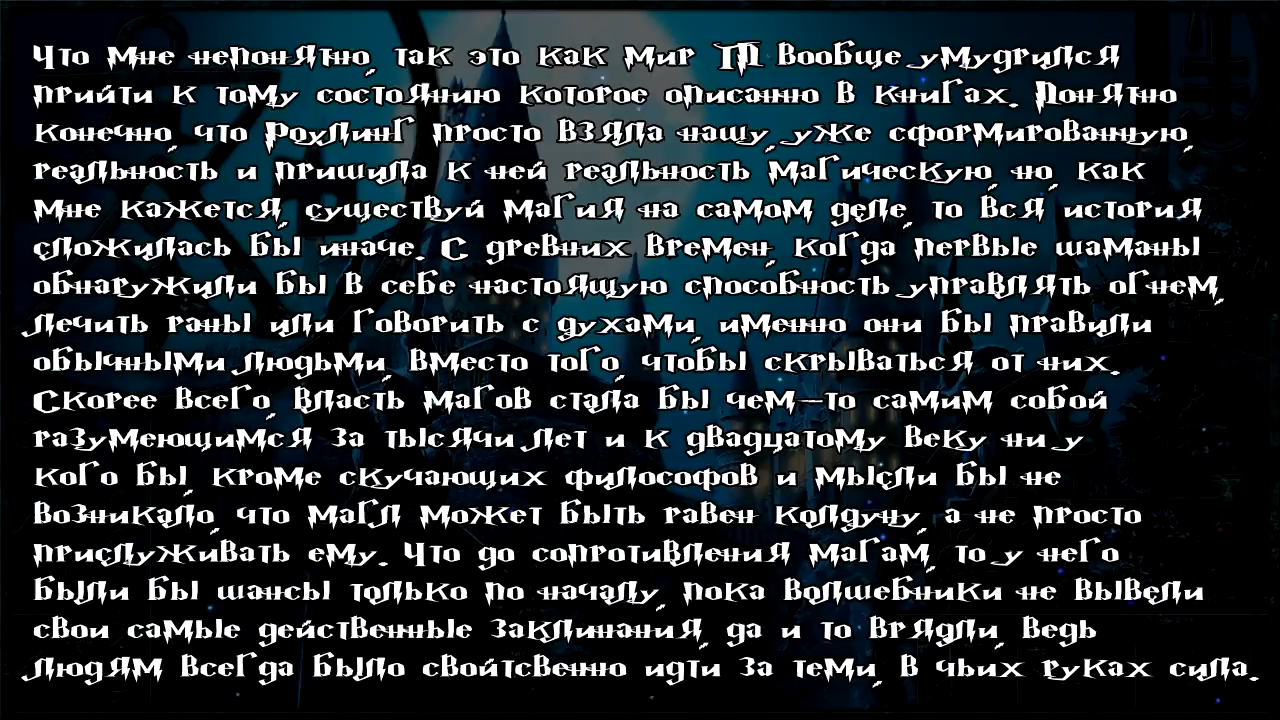 Что мне непонятно, так это как мир ГП вообще умудрился
прийти к тому состоянию которое описанно в книгах. Понятно
конечно, что Роулинг просто взяла нашу, уже сформированную,
реальность и пришила к ней реальность магическую, но, как
мне кажется, существуй магия на самом деле, то вся история
сложилась бы иначе. С древних времен, когда первые шаманы
обнаружили бы в себе настоящую способность управлять огнем,
лечить раны или говорить с духами, именно они бы правили
обычными людьми, вместо того, чтобы скрываться от них.
Скорее всего, власть магов стала бы чем-то самим собой
разумеющимся за тысячи лет и к двадцатому веку ни у
кого бы, кроме скучающих философов и мысли бы не
возникало, что магл может быть равен колдуну, а не просто
прислуживать ему. Что до сопротивления магам, то у него
были бы шансы только по началу, пока волшебники не вывели
свои самые действенные заклинания, да и то врядли, ведь
людям всегда было свойтсвенно идти за теми, в чьих руках сила.